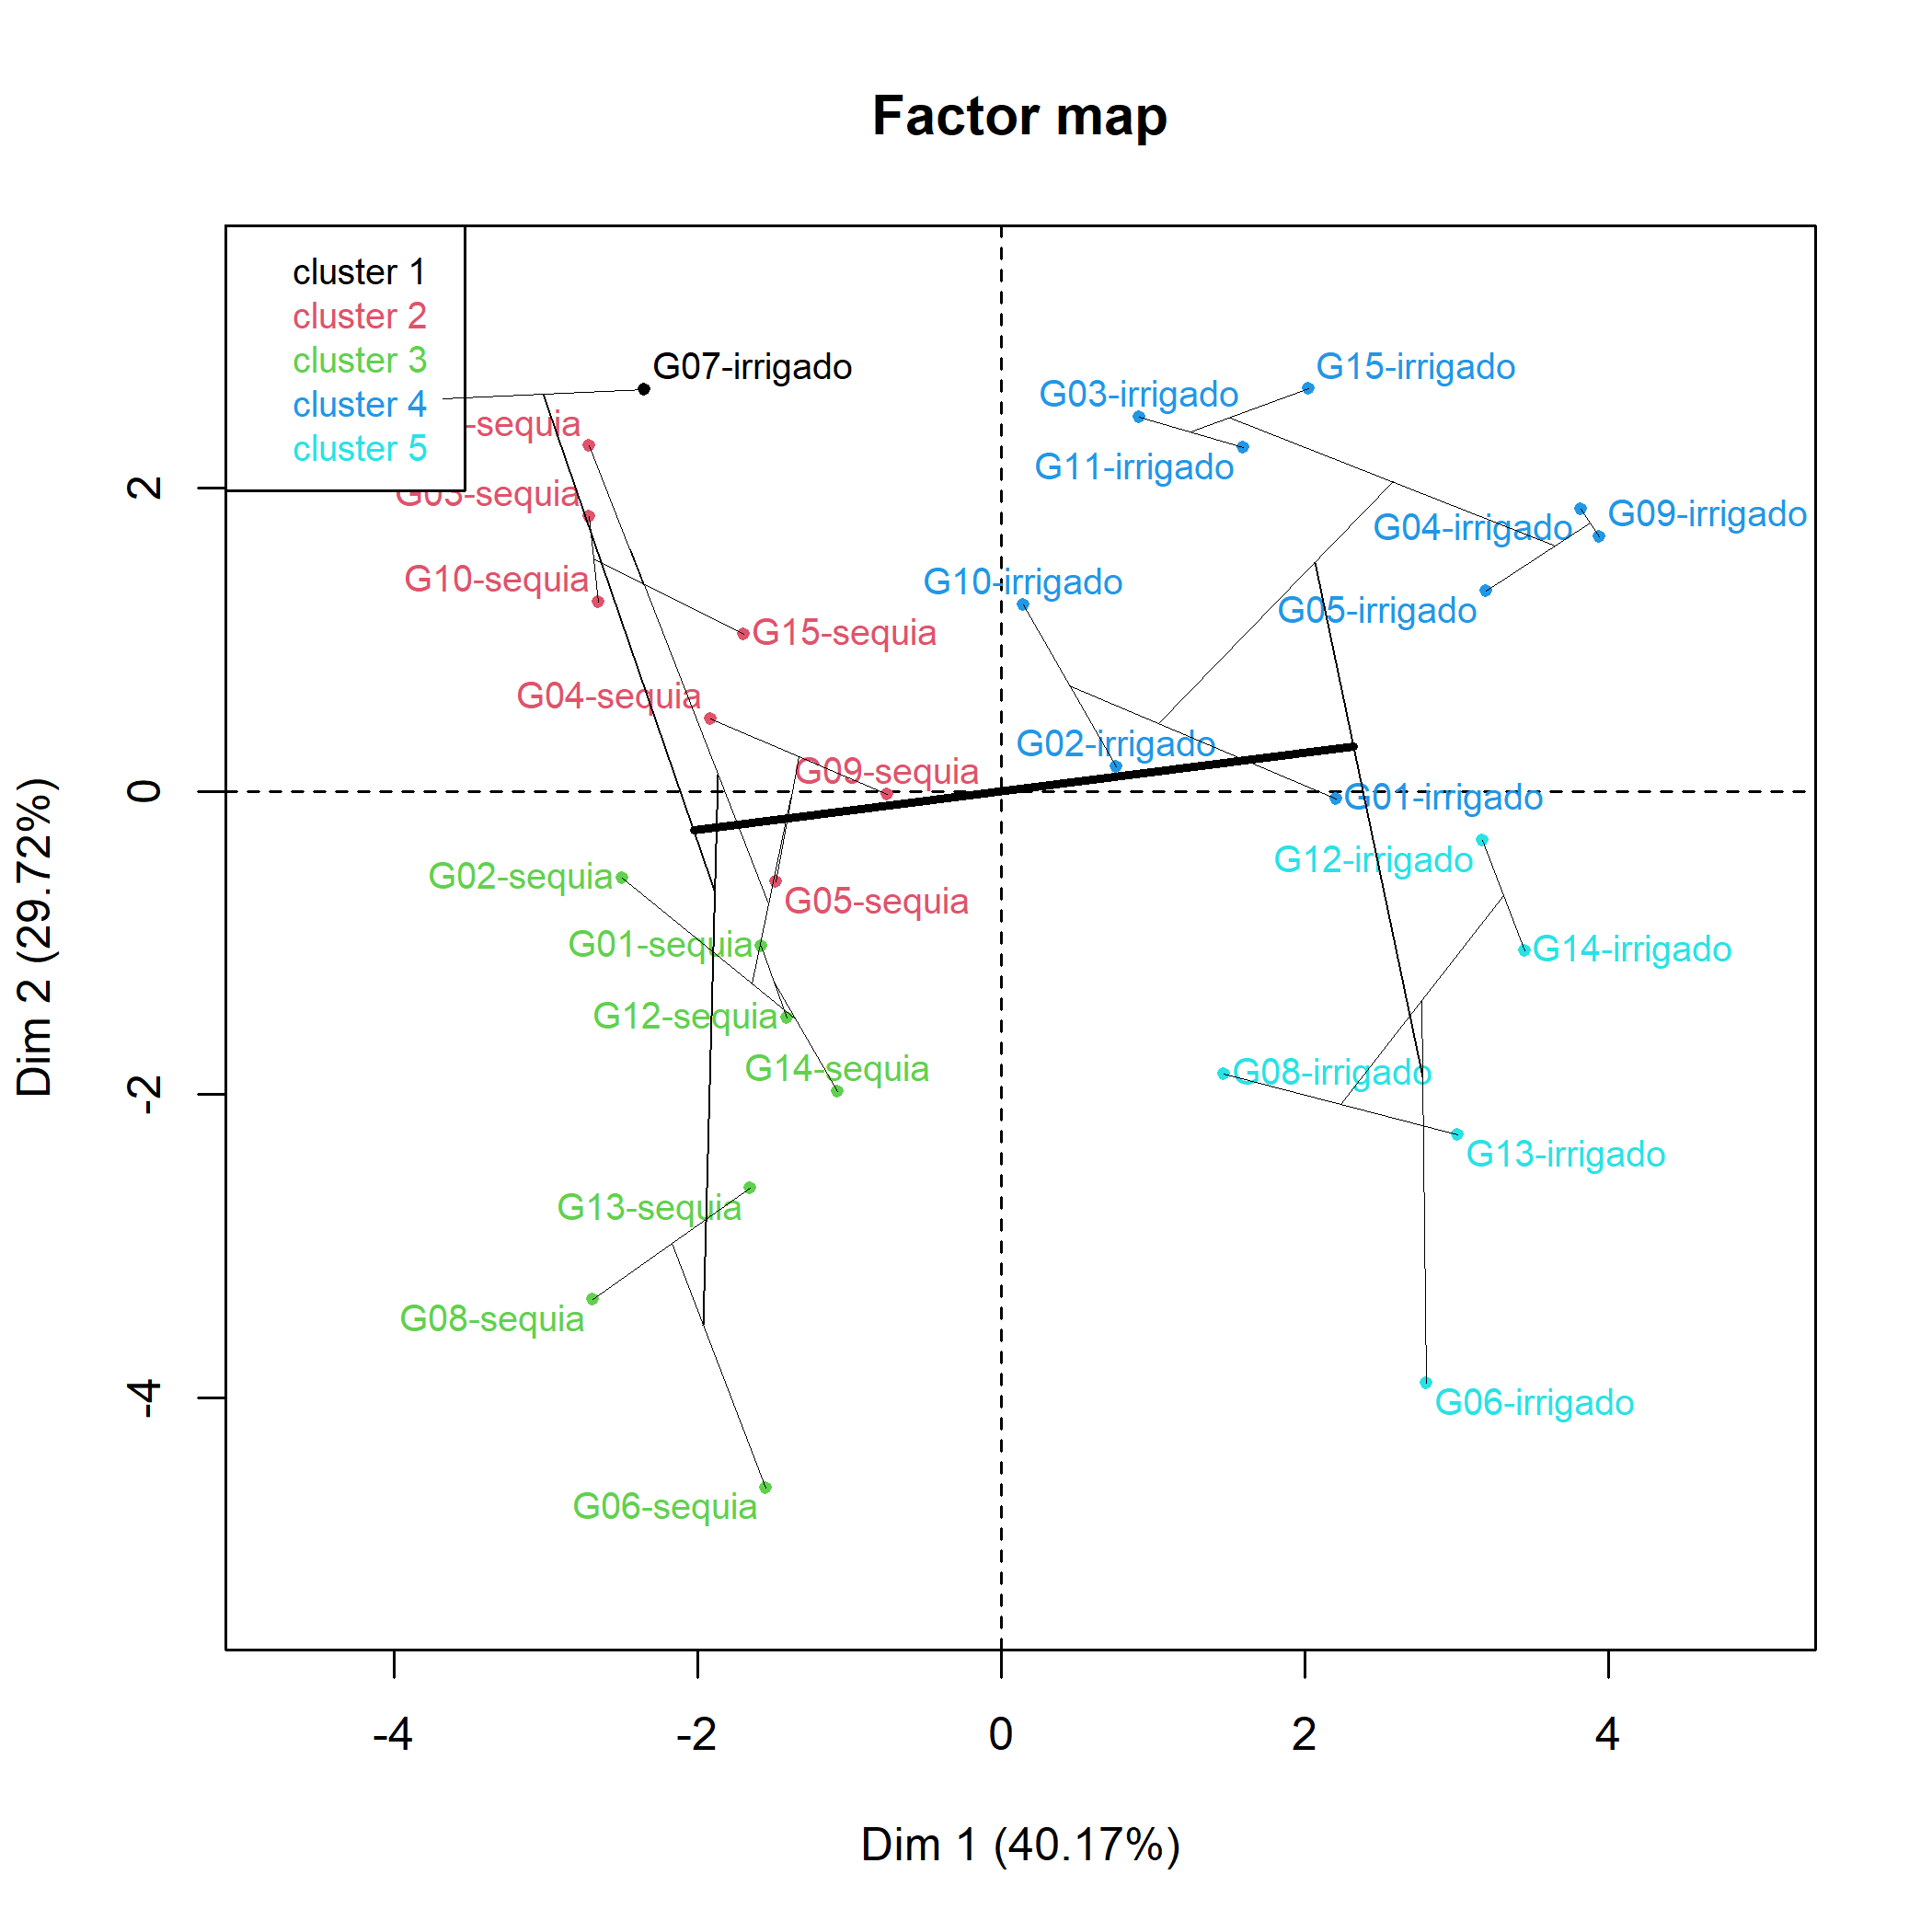 Factor map
cluster 1
cluster 2
cluster 3
cluster 4
cluster 5
G07-irrigado
G15-irrigado
G03-irrigado
-sequia
G11-irrigado
G03-sequia
G04-irrigado
G09-irrigado
G10-sequia
G10-irrigado
G05-irrigado
G15-sequia
G04-sequia
G02-irrigado
G09-sequia
G01-irrigado
G12-irrigado
G02-sequia
G05-sequia
G01-sequia
G14-irrigado
G12-sequia
G14-sequia
G08-irrigado
G13-irrigado
G13-sequia
G08-sequia
G06-irrigado
G06-sequia
2
0
-2
-4
-4
-2
0
2
4
Dim 1 (40.17%)
Dim 2 (29.72%)